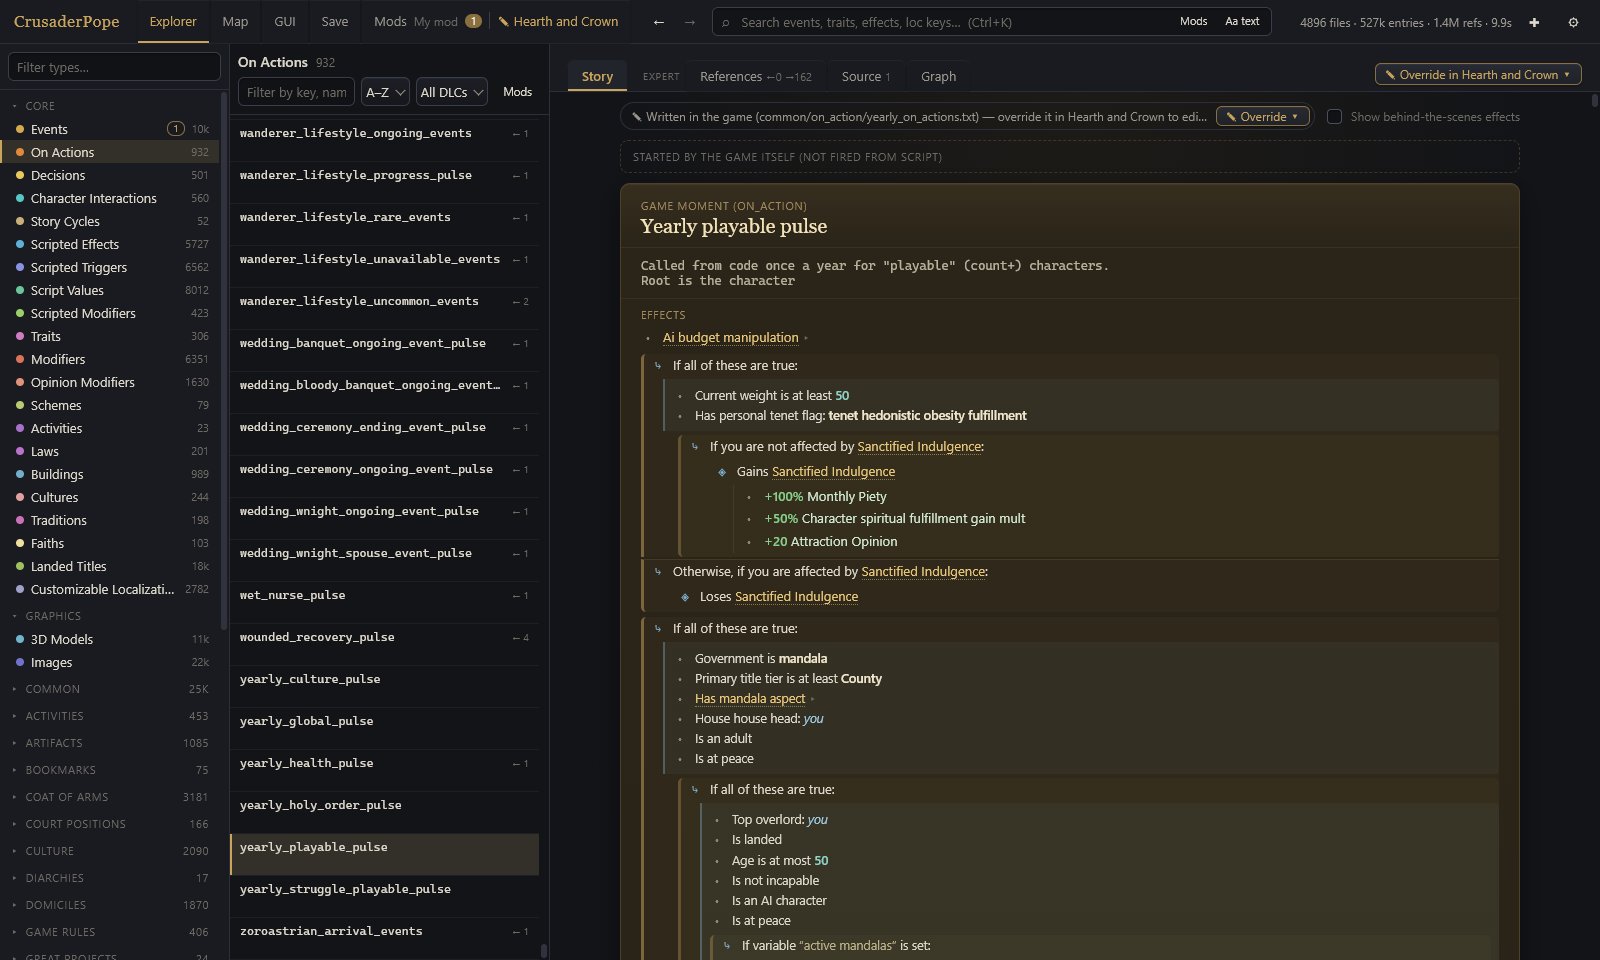 CrusaderPope
Explorer
Map
GUI
Save
Mods My mod 1
Hearth and Crown
Search events, traits, effects, loc keys... (Ctrl+K)
Mods
Aa text
4896 files · 527k entries · 1.4M refs · 9.9s
Filter types...
CORE
Events 1 10k
On Actions 932
Decisions 501
Character Interactions 560
Story Cycles 52
Scripted Effects 5727
Scripted Triggers 6562
Script Values 8012
Scripted Modifiers 423
Traits 306
Modifiers 6351
Opinion Modifiers 1630
Schemes 79
Activities 23
Laws 201
Buildings 989
Cultures 244
Traditions 198
Faiths 103
Landed Titles 18k
Customizable Localizati... 2782
GRAPHICS
3D Models 11k
Images 22k
COMMON 25K
ACTIVITIES 453
ARTIFACTS 1085
BOOKMARKS 75
COAT OF ARMS 3181
COURT POSITIONS 166
CULTURE 2090
DIARCHIES 17
DOMICILES 1870
GAME RULES 406
GREAT PROJECTS 24
On Actions 932
Filter by key, nam
A–Z
All DLCs
Mods
wanderer_lifestyle_ongoing_events ← 1
wanderer_lifestyle_progress_pulse ← 1
wanderer_lifestyle_rare_events ← 1
wanderer_lifestyle_unavailable_events ← 1
wanderer_lifestyle_uncommon_events ← 2
wedding_banquet_ongoing_event_pulse ← 1
wedding_bloody_banquet_ongoing_event… ← 1
wedding_ceremony_ending_event_pulse ← 1
wedding_ceremony_ongoing_event_pulse ← 1
wedding_wnight_ongoing_event_pulse ← 1
wedding_wnight_spouse_event_pulse ← 1
wet_nurse_pulse ← 1
wounded_recovery_pulse ← 4
yearly_culture_pulse
yearly_global_pulse
yearly_health_pulse ← 1
yearly_holy_order_pulse
yearly_playable_pulse
yearly_struggle_playable_pulse
zoroastrian_arrival_events ← 1
Story
EXPERT
References ←0 →162
Source 1
Graph
Override in Hearth and Crown
Written in the game (common/on_action/yearly_on_actions.txt) — override it in Hearth and Crown to edi...
Override
Show behind-the-scenes effects
STARTED BY THE GAME ITSELF (NOT FIRED FROM SCRIPT)
GAME MOMENT (ON_ACTION)
Yearly playable pulse
Called from code once a year for "playable" (count+) characters.
Root is the character
EFFECTS
Ai budget manipulation
If all of these are true:
Current weight is at least 50
Has personal tenet flag: tenet hedonistic obesity fulfillment
If you are not affected by Sanctified Indulgence:
Gains Sanctified Indulgence
+100% Monthly Piety
+50% Character spiritual fulfillment gain mult
+20 Attraction Opinion
Otherwise, if you are affected by Sanctified Indulgence:
Loses Sanctified Indulgence
If all of these are true:
Government is mandala
Primary title tier is at least County
Has mandala aspect
House house head: you
Is an adult
Is at peace
If all of these are true:
Top overlord: you
Is landed
Age is at most 50
Is not incapable
Is an AI character
Is at peace
If variable “active mandalas” is set: